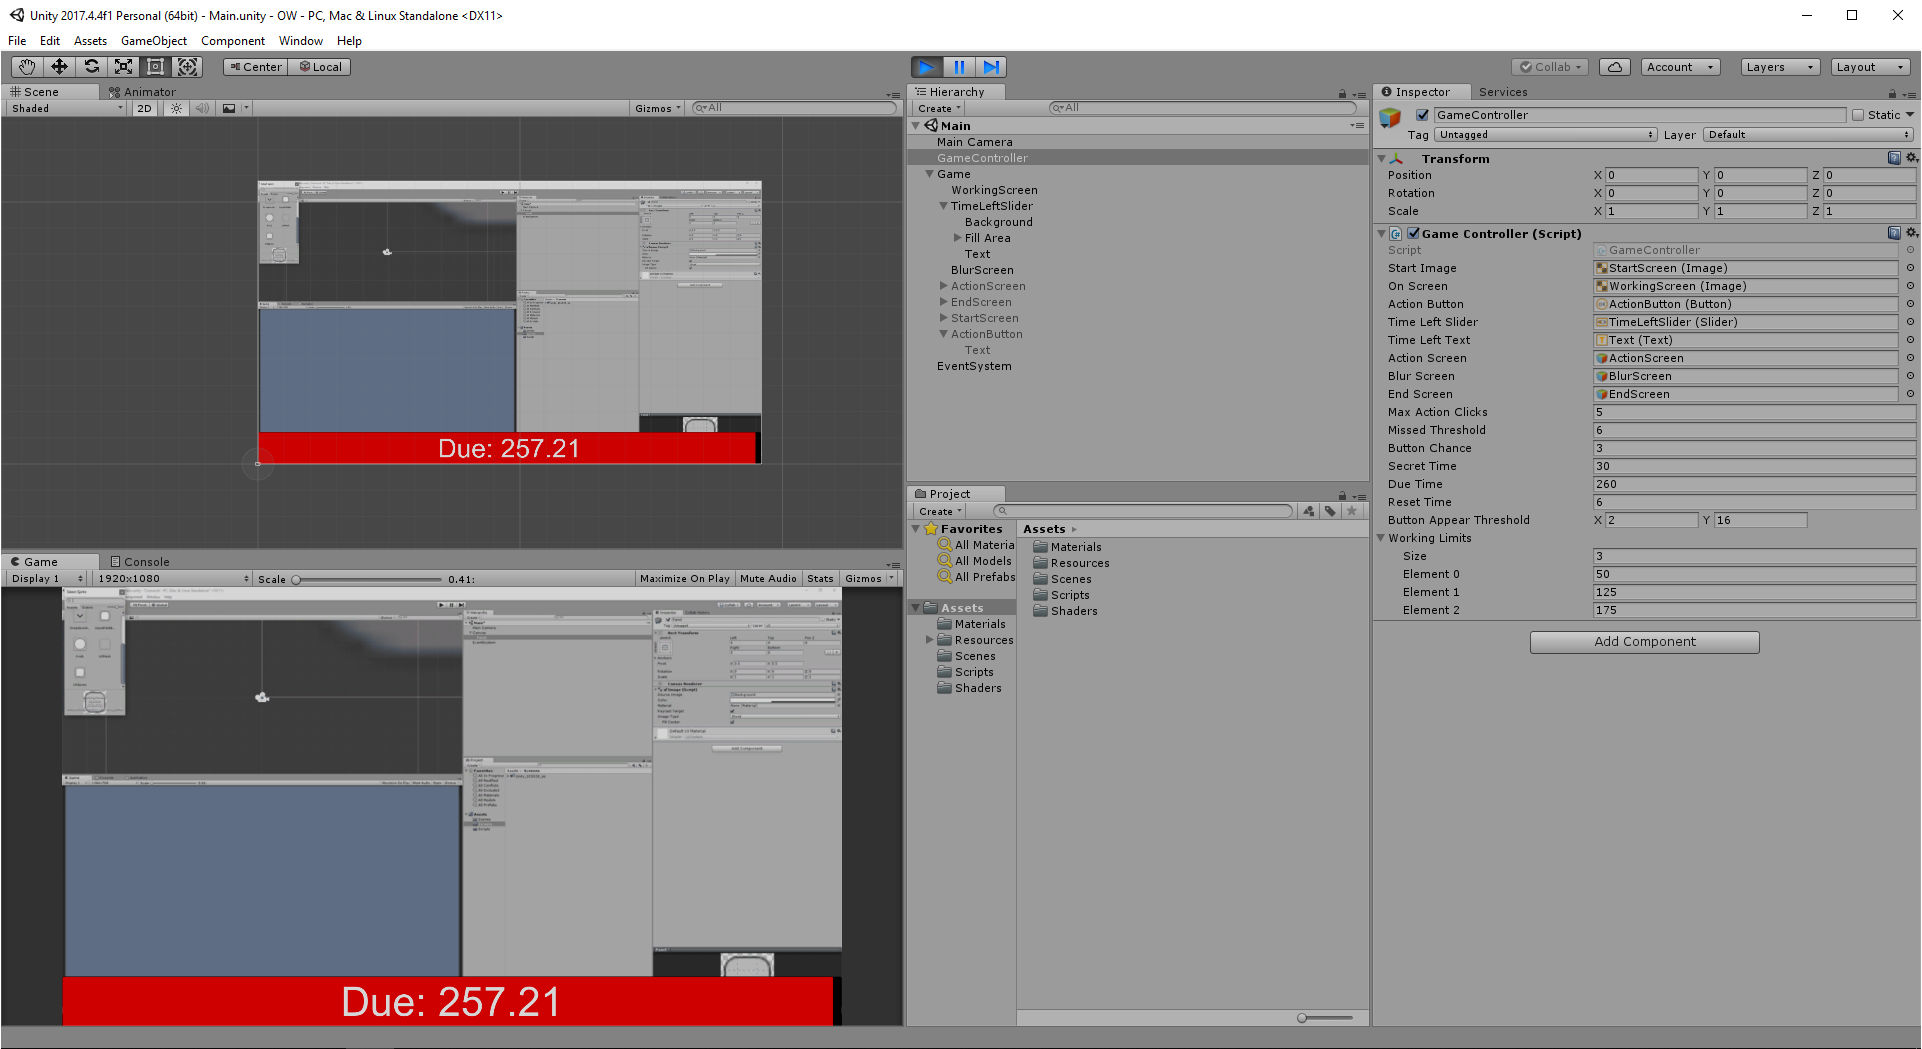 Unity 2017.4.4f1 Personal (64bit) - Main.unity - OW - PC, Mac & Linux Standalone <DX11>
File Edit Assets GameObject Component Window Help
Center Local
Collab Account Layers Layout
Scene Animator
Shaded 2D Gizmos All
Due: 257.21
Game Console
Display 1 1920x1080 Scale 0.41: Maximize On Play Mute Audio Stats Gizmos
Due: 257.21
Hierarchy
Create All
Main
Main Camera
GameController
Game
WorkingScreen
TimeLeftSlider
Background
Fill Area
Text
BlurScreen
ActionScreen
EndScreen
StartScreen
ActionButton
Text
EventSystem
Project
Create
Favorites
All Materia
All Models
All Prefabs
Assets
Materials
Resources
Scenes
Scripts
Shaders
Assets
Materials
Resources
Scenes
Scripts
Shaders
Inspector Services
GameController Static
Tag Untagged Layer Default
Transform
Position X 0 Y 0 Z 0
Rotation X 0 Y 0 Z 0
Scale X 1 Y 1 Z 1
Game Controller (Script)
Script GameController
Start Image StartScreen (Image)
On Screen WorkingScreen (Image)
Action Button ActionButton (Button)
Time Left Slider TimeLeftSlider (Slider)
Time Left Text Text (Text)
Action Screen ActionScreen
Blur Screen BlurScreen
End Screen EndScreen
Max Action Clicks 5
Missed Threshold 6
Button Chance 3
Secret Time 30
Due Time 260
Reset Time 6
Button Appear Threshold X 2 Y 16
Working Limits
Size 3
Element 0 50
Element 1 125
Element 2 175
Add Component